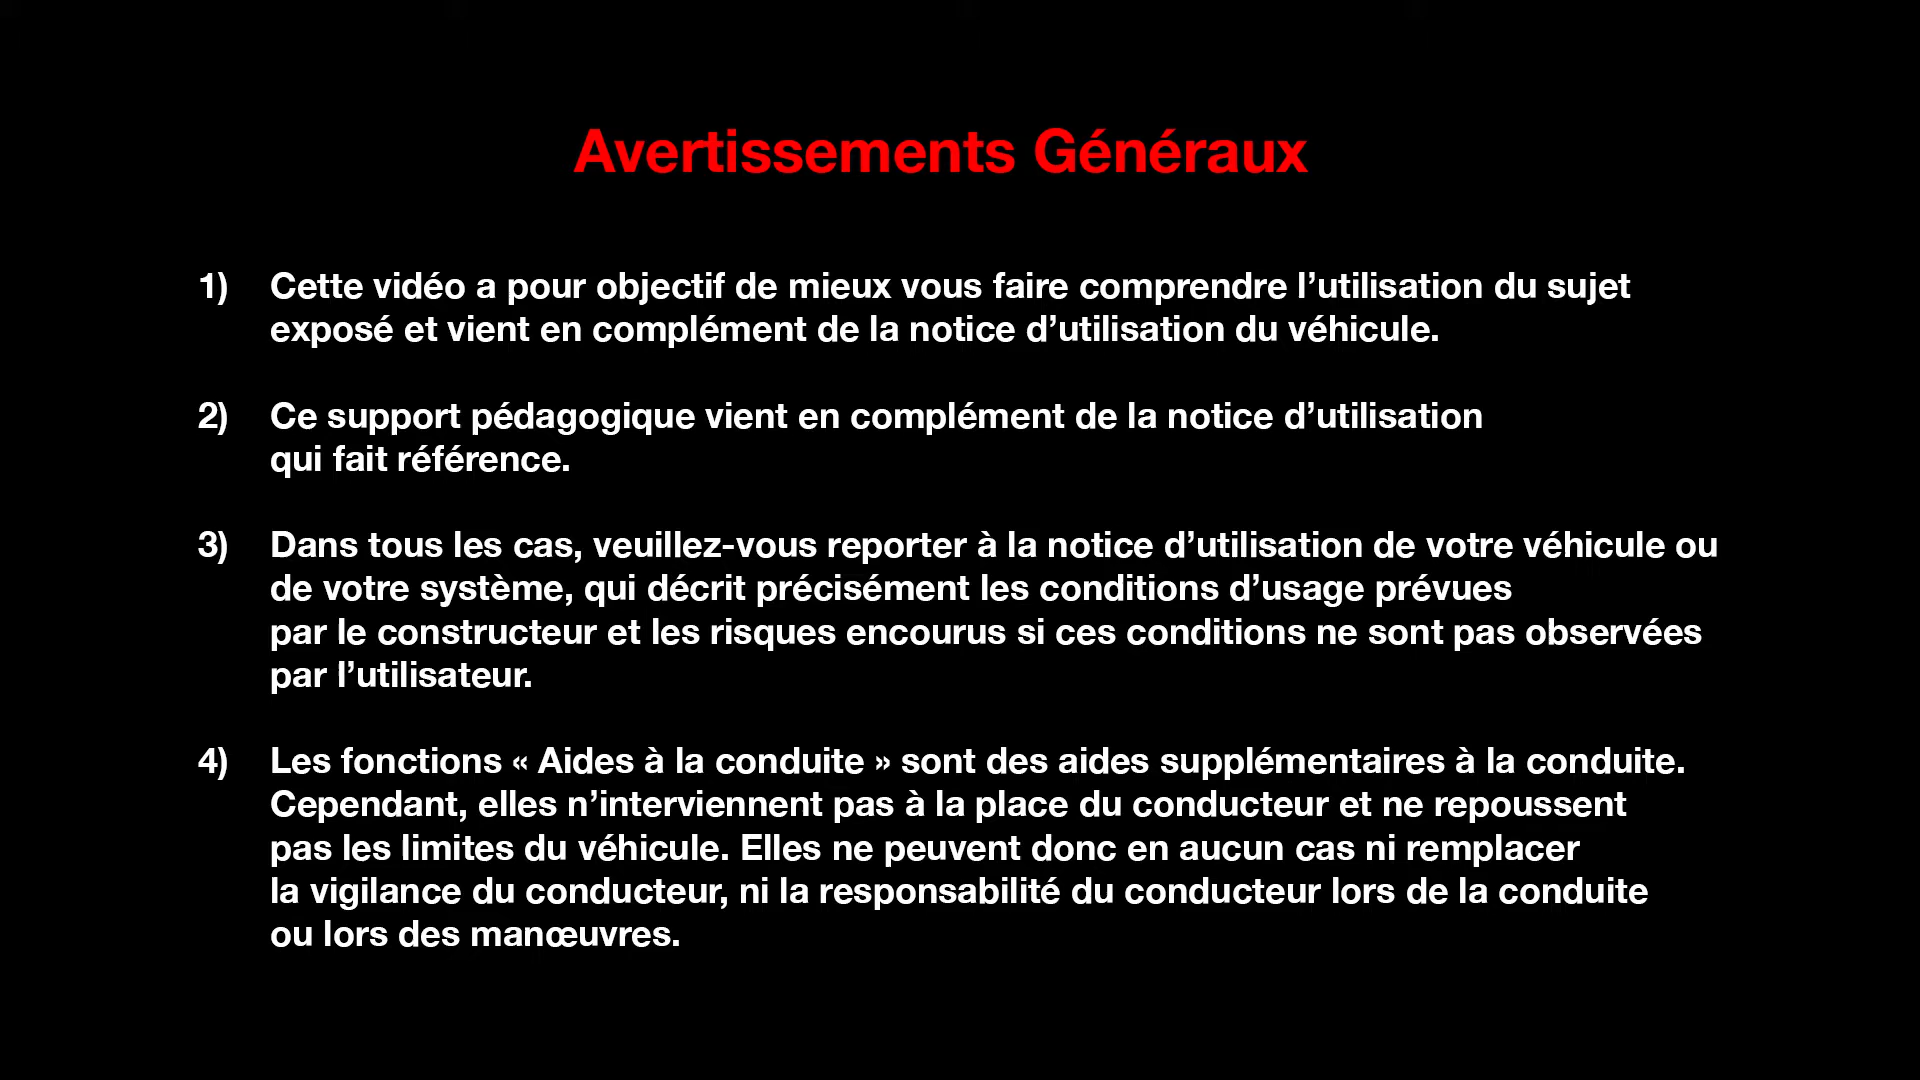 Avertissements Généraux
1) Cette vidéo a pour objectif de mieux vous faire comprendre l’utilisation du sujet
exposé et vient en complément de la notice d’utilisation du véhicule.
2) Ce support pédagogique vient en complément de la notice d’utilisation
qui fait référence.
3) Dans tous les cas, veuillez-vous reporter à la notice d’utilisation de votre véhicule ou
de votre système, qui décrit précisément les conditions d’usage prévues
par le constructeur et les risques encourus si ces conditions ne sont pas observées
par l’utilisateur.
4) Les fonctions « Aides à la conduite » sont des aides supplémentaires à la conduite.
Cependant, elles n’interviennent pas à la place du conducteur et ne repoussent
pas les limites du véhicule. Elles ne peuvent donc en aucun cas ni remplacer
la vigilance du conducteur, ni la responsabilité du conducteur lors de la conduite
ou lors des manœuvres.